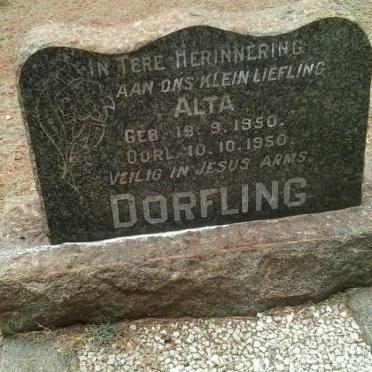 IN TERE HERINNERING
AAN ONS KLEIN LIEFLING
ALTA
GEB. 19. 9. 1950.
OORL. 10. 10. 1950.
VEILIG IN JESUS ARMS.
DORFLING